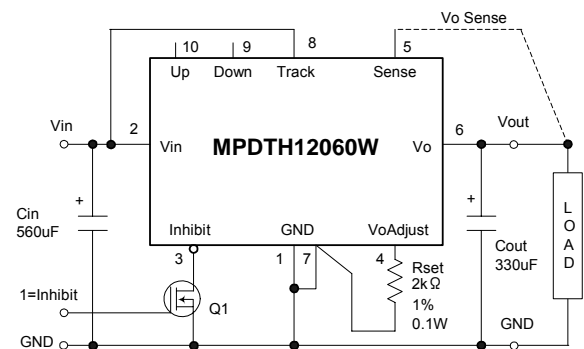 Vo Sense
10 9 8 5
Up Down Track Sense
Vin 2 Vin MPDTH12060W Vo 6 Vout
+ Cin 560uF
Inhibit GND VoAdjust
+ Cout 330uF
LOAD
3 1 7 4
Rset
2kΩ
1%
0.1W
1=Inhibit Q1
GND GND